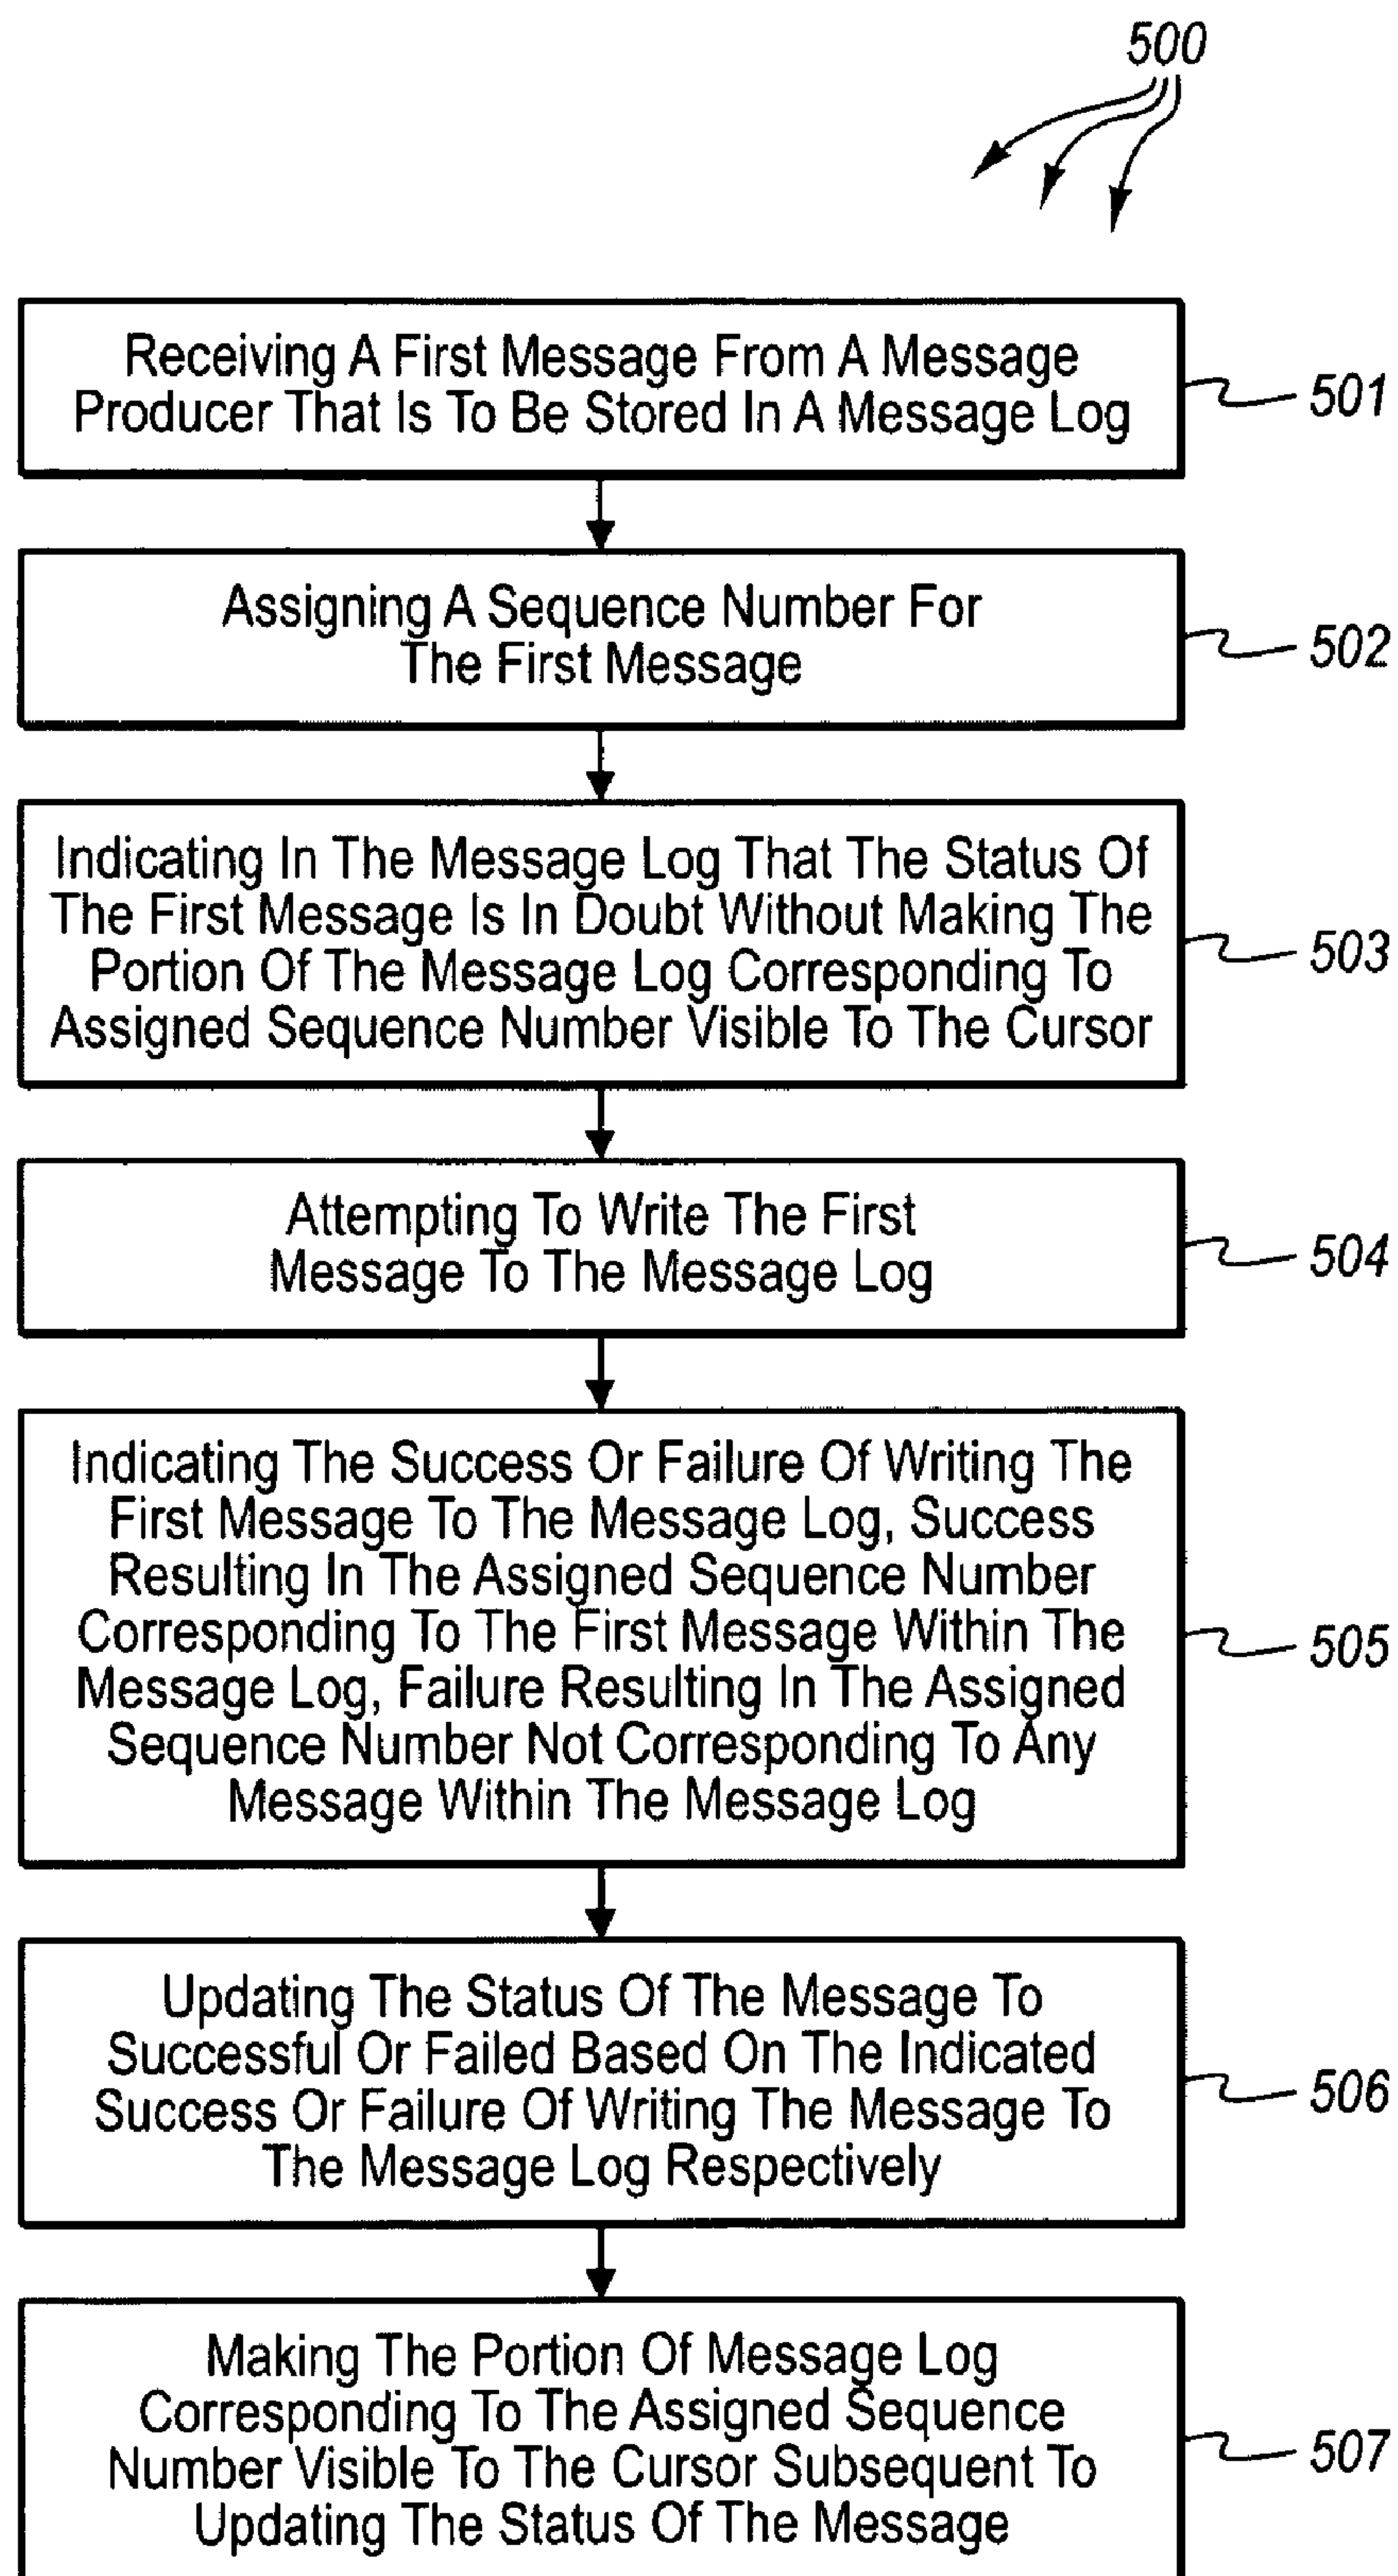 500
Receiving A First Message From A Message
Producer That Is To Be Stored In A Message Log
501
Assigning A Sequence Number For
The First Message
502
Indicating In The Message Log That The Status Of
The First Message Is In Doubt Without Making The
Portion Of The Message Log Corresponding To
Assigned Sequence Number Visible To The Cursor
503
Attempting To Write The First
Message To The Message Log
504
Indicating The Success Or Failure Of Writing The
First Message To The Message Log, Success
Resulting In The Assigned Sequence Number
Corresponding To The First Message Within The
Message Log, Failure Resulting In The Assigned
Sequence Number Not Corresponding To Any
Message Within The Message Log
505
Updating The Status Of The Message To
Successful Or Failed Based On The Indicated
Success Or Failure Of Writing The Message To
The Message Log Respectively
506
Making The Portion Of Message Log
Corresponding To The Assigned Sequence
Number Visible To The Cursor Subsequent To
Updating The Status Of The Message
507